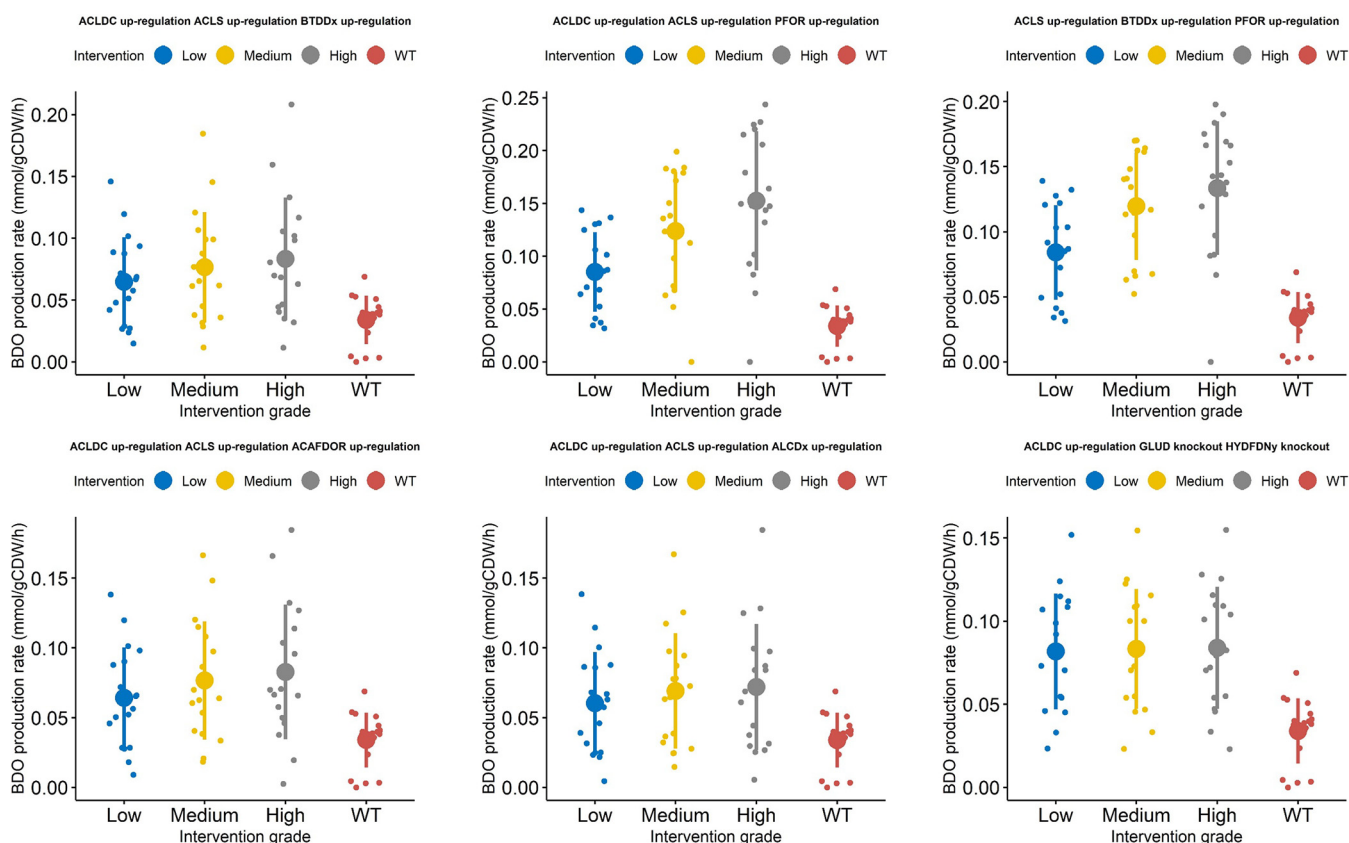 ACLDC up-regulation ACLS up-regulation BTDDx up-regulation
Intervention Low Medium High WT
BDO production rate (mmol/gCDW/h)
0.20
0.15
0.10
0.05
0.00
Low Medium High WT
Intervention grade
ACLDC up-regulation ACLS up-regulation PFOR up-regulation
Intervention Low Medium High WT
BDO production rate (mmol/gCDW/h)
0.25
0.20
0.15
0.10
0.05
0.00
Low Medium High WT
Intervention grade
ACLS up-regulation BTDDx up-regulation PFOR up-regulation
Intervention Low Medium High WT
BDO production rate (mmol/gCDW/h)
0.20
0.15
0.10
0.05
0.00
Low Medium High WT
Intervention grade
ACLDC up-regulation ACLS up-regulation ACAFDOR up-regulation
Intervention Low Medium High WT
BDO production rate (mmol/gCDW/h)
0.15
0.10
0.05
0.00
Low Medium High WT
Intervention grade
ACLDC up-regulation ACLS up-regulation ALCDx up-regulation
Intervention Low Medium High WT
BDO production rate (mmol/gCDW/h)
0.15
0.10
0.05
0.00
Low Medium High WT
Intervention grade
ACLDC up-regulation GLUD knockout HYDFDNy knockout
Intervention Low Medium High WT
BDO production rate (mmol/gCDW/h)
0.15
0.10
0.05
0.00
Low Medium High WT
Intervention grade